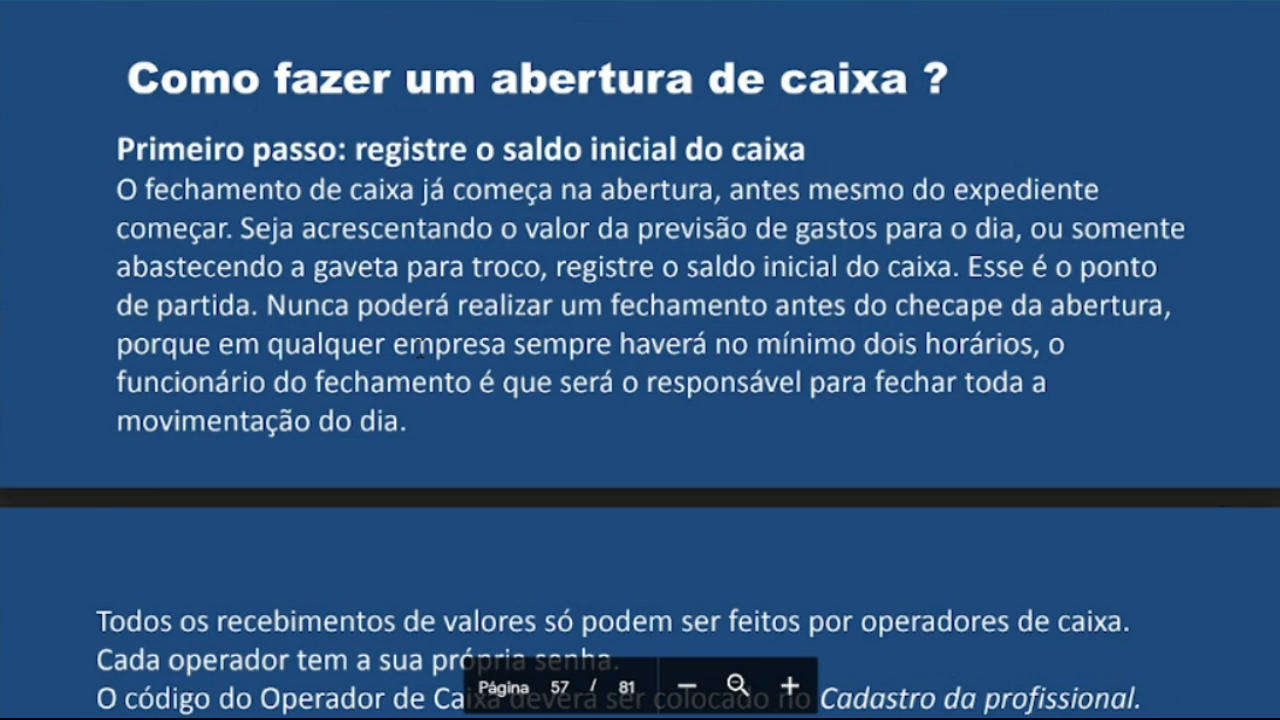 Como fazer um abertura de caixa ?
Primeiro passo: registre o saldo inicial do caixa
O fechamento de caixa já começa na abertura, antes mesmo do expediente
começar. Seja acrescentando o valor da previsão de gastos para o dia, ou somente
abastecendo a gaveta para troco, registre o saldo inicial do caixa. Esse é o ponto
de partida. Nunca poderá realizar um fechamento antes do checape da abertura,
porque em qualquer empresa sempre haverá no mínimo dois horários, o
funcionário do fechamento é que será o responsável para fechar toda a
movimentação do dia.
Todos os recebimentos de valores só podem ser feitos por operadores de caixa.
Cada operador tem a sua própria senha.
O código do Operador de Caixa deverá ser colocado no Cadastro da profissional.
Página 57 / 81